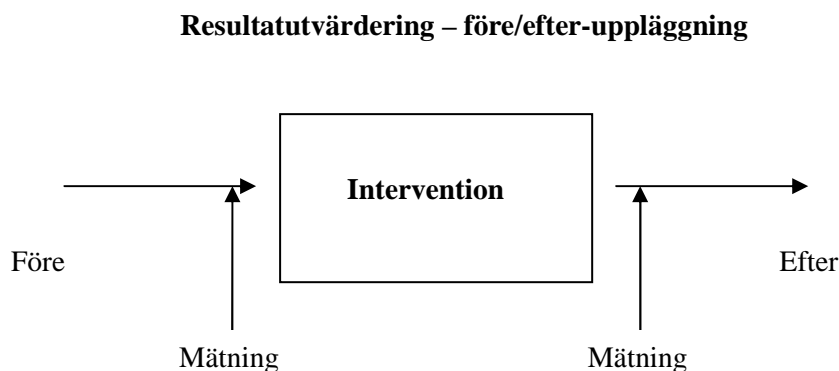 Resultatutvärdering – före/efter-uppläggning
Intervention
Före
Efter
Mätning
Mätning